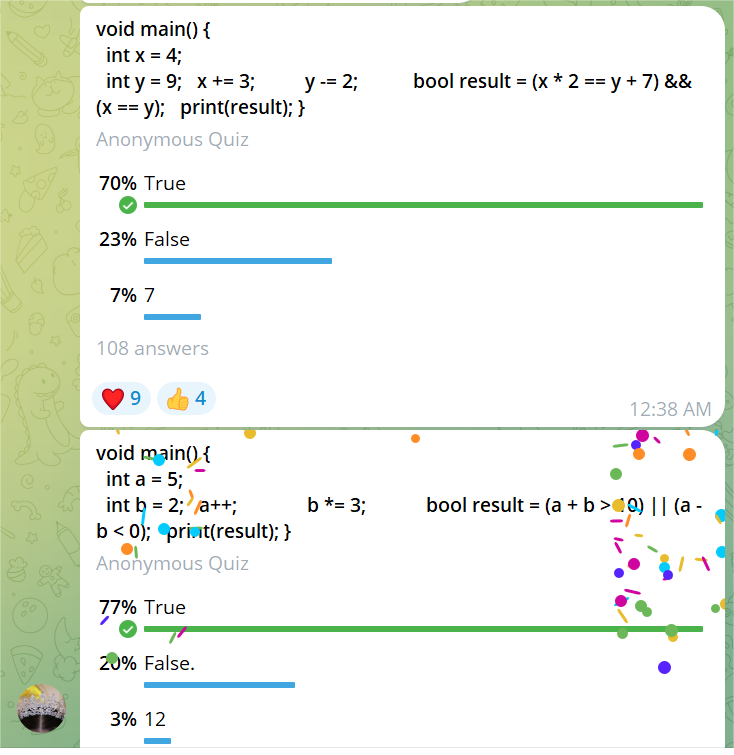 void main() {
int x = 4;
int y = 9; x += 3; y -= 2; bool result = (x * 2 == y + 7) &&
(x == y); print(result); }
Anonymous Quiz
70% True
23% False
7% 7
108 answers
❤️ 9 👍 4
12:38 AM
void main() {
int a = 5;
int b = 2; a++; b *= 3; bool result = (a + b > 10) || (a -
b < 0); print(result); }
Anonymous Quiz
77% True
20% False.
3% 12